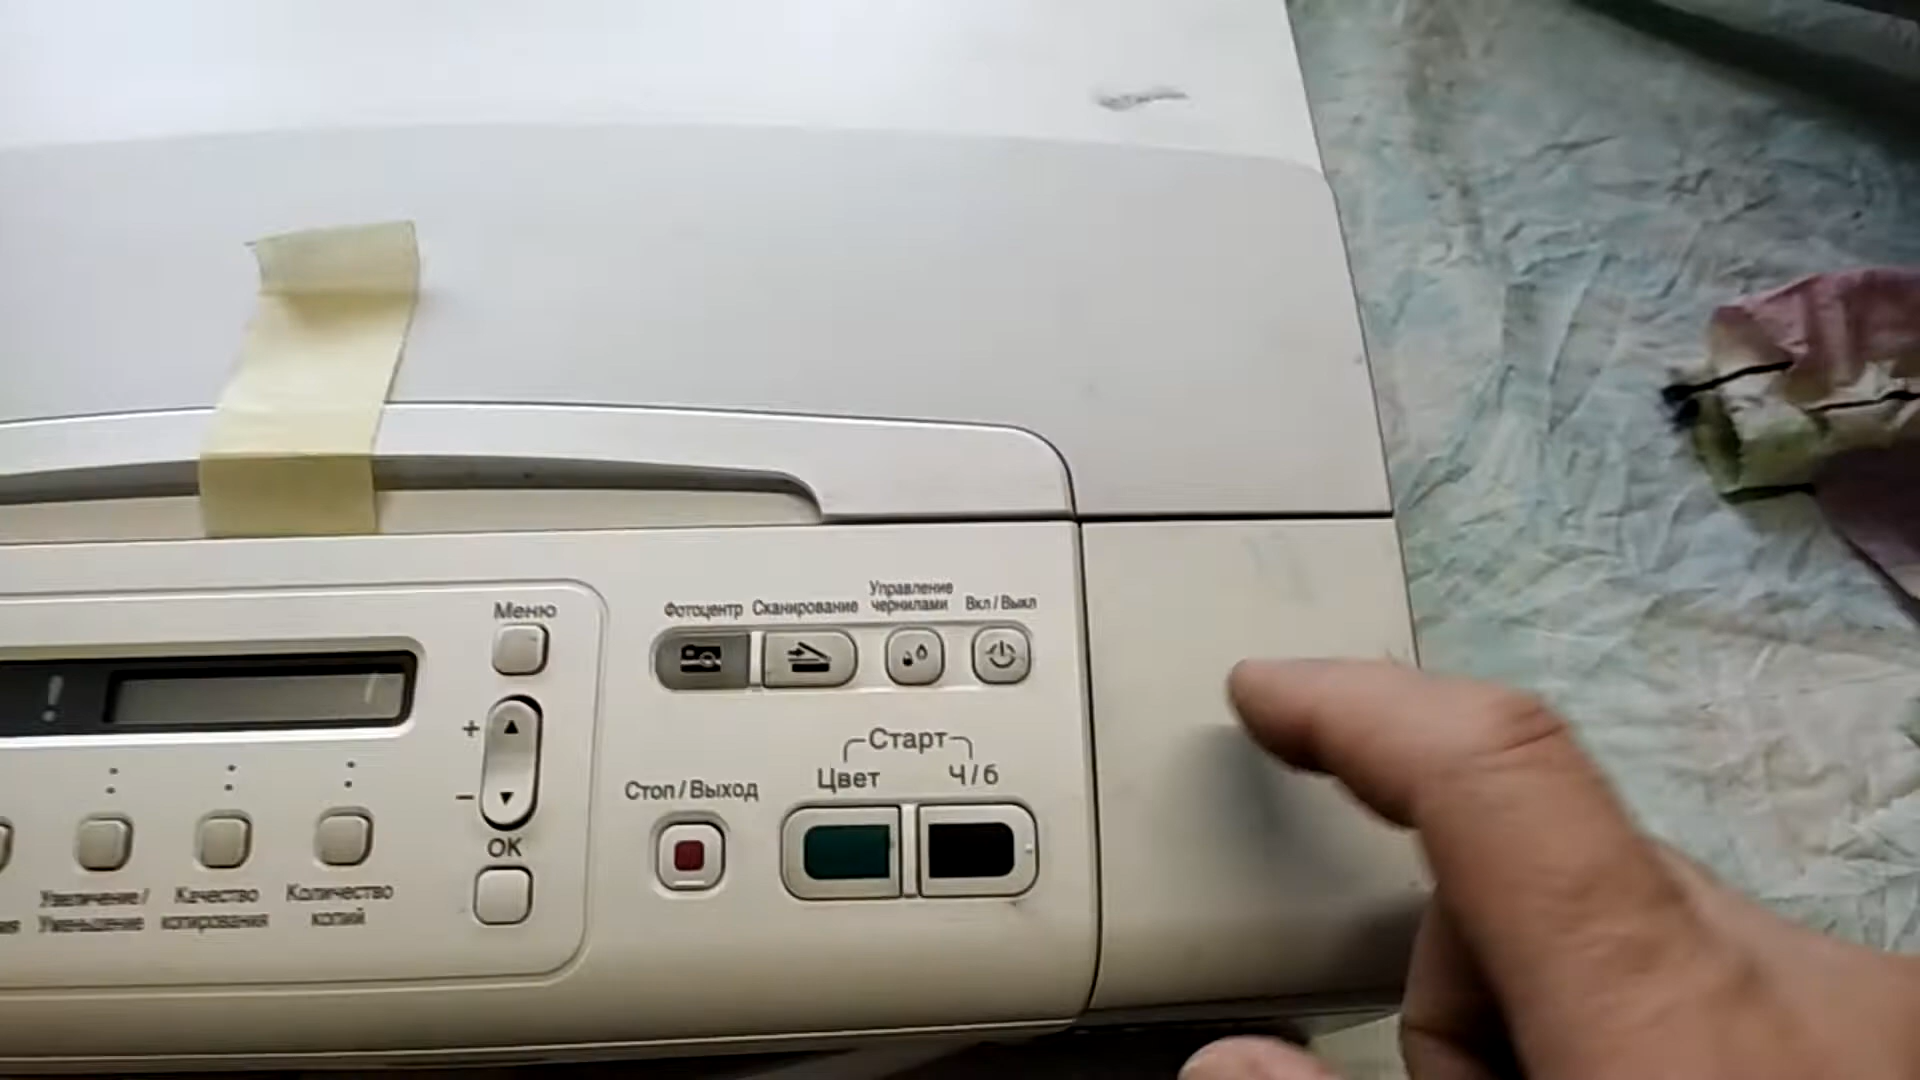 Меню
+
−
OK
Увеличение /
Уменьшение
Качество
копирования
Количество
копий
Фотоцентр
Сканирование
Управление
чернилами
Вкл / Выкл
Стоп / Выход
Старт
Цвет
Ч / б